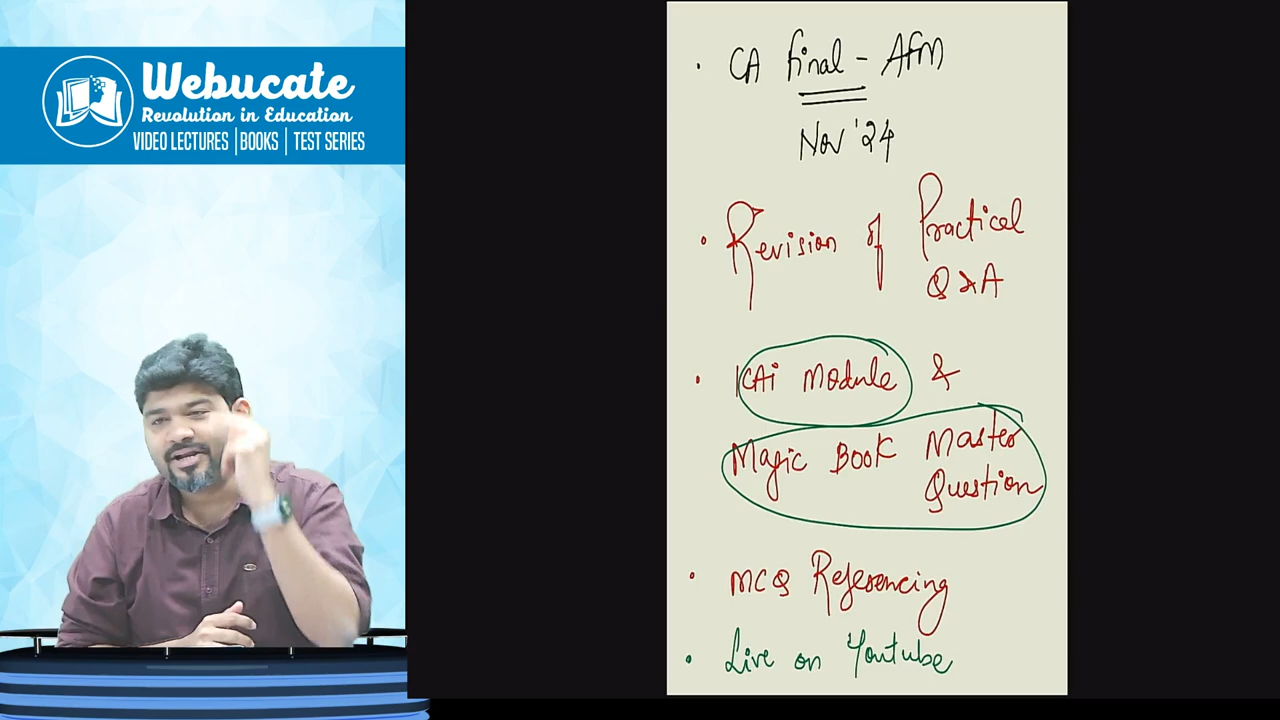 Webucate
Revolution in Education
VIDEO LECTURES | BOOKS | TEST SERIES
• CA Final - AFM
Nov '24
• Revision of Practical
Q & A
• ICAi Module &
Magic Book Master
Question
• MCQ Referencing
• Live on Youtube